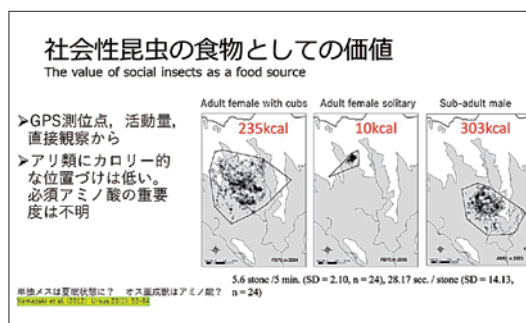 社会性昆虫の食物としての価値
The value of social insects as a food source
➢GPS測位点，活動量，
直接観察から
➢アリ類にカロリー的
な位置づけは低い。
必須アミノ酸の重要
度は不明
Adult female with cubs
235kcal
Adult female solitary
10kcal
Sub-adult male
303kcal
5.6 stone /5 min. (SD = 2.10, n = 24), 28.17 sec. / stone (SD = 14.13,
n = 24)
単独メスは夏眠状態に？ オス亜成獣はアミノ酸？
Yamazaki et al. (2012) Ursus 23(1): 52-64